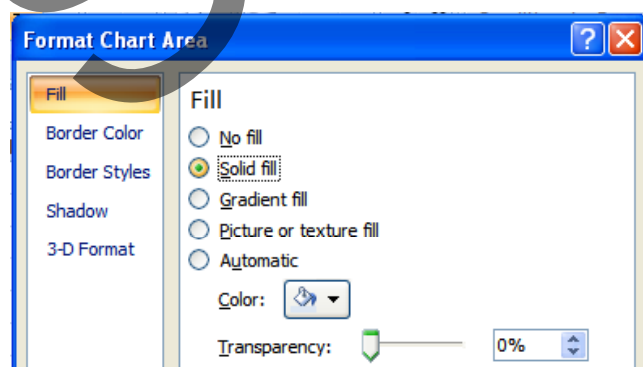 Format Chart Area
Fill
Border Color
Border Styles
Shadow
3-D Format
Fill
No fill
Solid fill
Gradient fill
Picture or texture fill
Automatic
Color:
Transparency: 0%